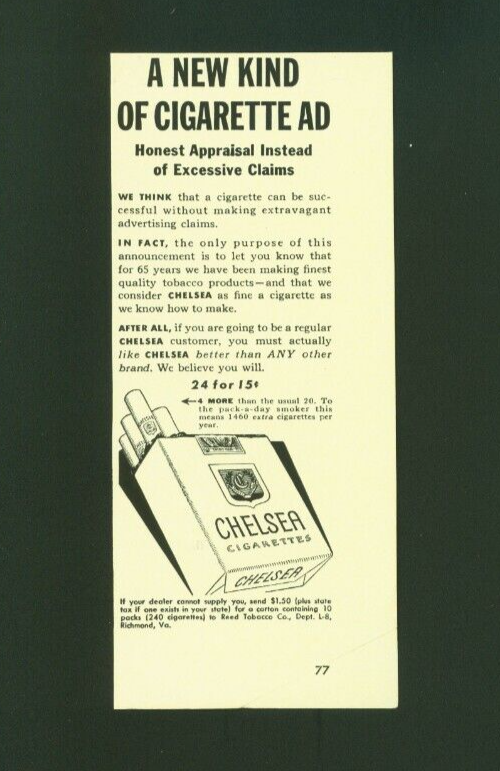 A NEW KIND
OF CIGARETTE AD
Honest Appraisal Instead
of Excessive Claims
WE THINK that a cigarette can be suc-
cessful without making extravagant
advertising claims.
IN FACT, the only purpose of this
announcement is to let you know that
for 65 years we have been making finest
quality tobacco products—and that we
consider CHELSEA as fine a cigarette as
we know how to make.
AFTER ALL, if you are going to be a regular
CHELSEA customer, you must actually
like CHELSEA better than ANY other
brand. We believe you will.
24 for 15¢
4 MORE than the usual 20. To
the pack-a-day smoker this
means 1460 extra cigarettes per
year.
CHELSEA
CIGARETTES
CHELSEA
If your dealer cannot supply you, send $1.50 (plus state
tax if one exists in your state) for a carton containing 10
packs (240 cigarettes) to Reed Tobacco Co., Dept. L-8,
Richmond, Va.
77